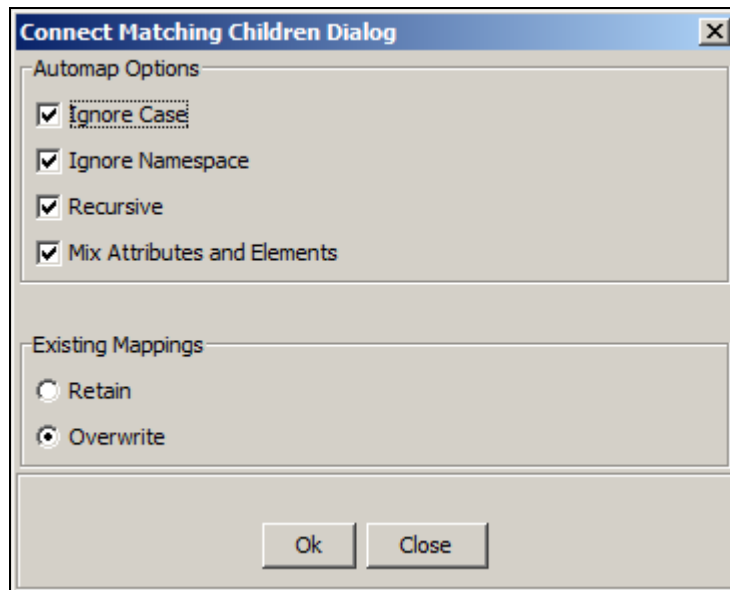 Connect Matching Children Dialog
Automap Options
Ignore Case
Ignore Namespace
Recursive
Mix Attributes and Elements
Existing Mappings
Retain
Overwrite
Ok
Close